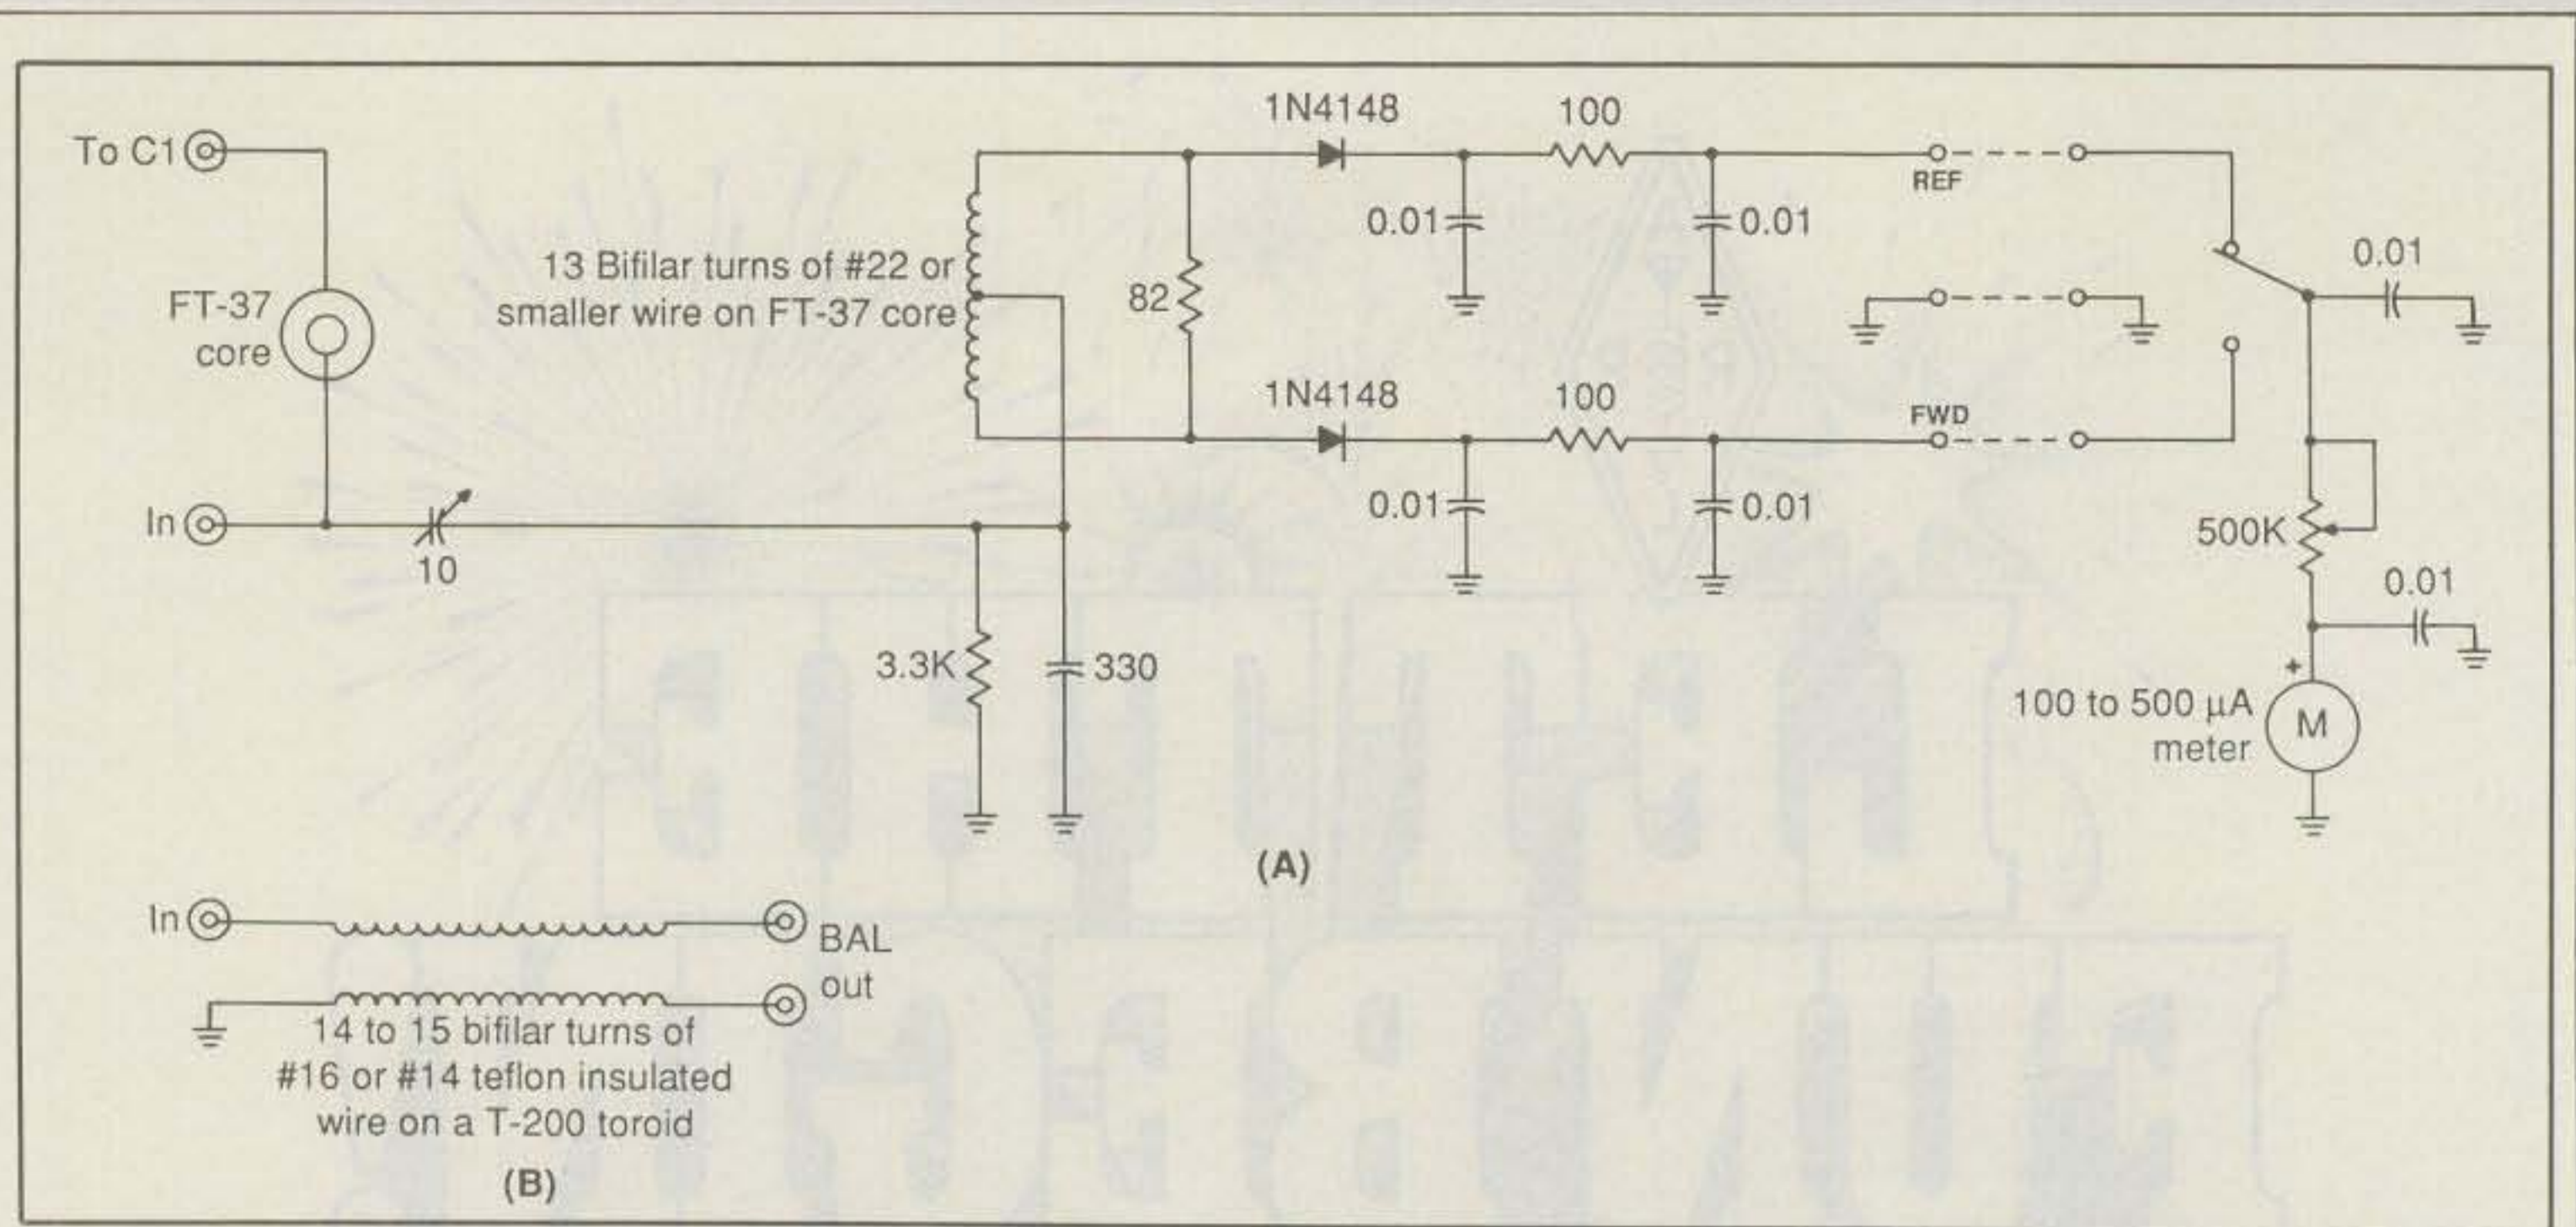 To C1
FT-37
core
In
10
13 Bifilar turns of #22 or
smaller wire on FT-37 core
82
3.3K
330
1N4148
100
0.01
0.01
1N4148
100
0.01
0.01
REF
FWD
0.01
500K
0.01
+
100 to 500 µA
meter
M
(A)
In
BAL
out
14 to 15 bifilar turns of
#16 or #14 teflon insulated
wire on a T-200 toroid
(B)